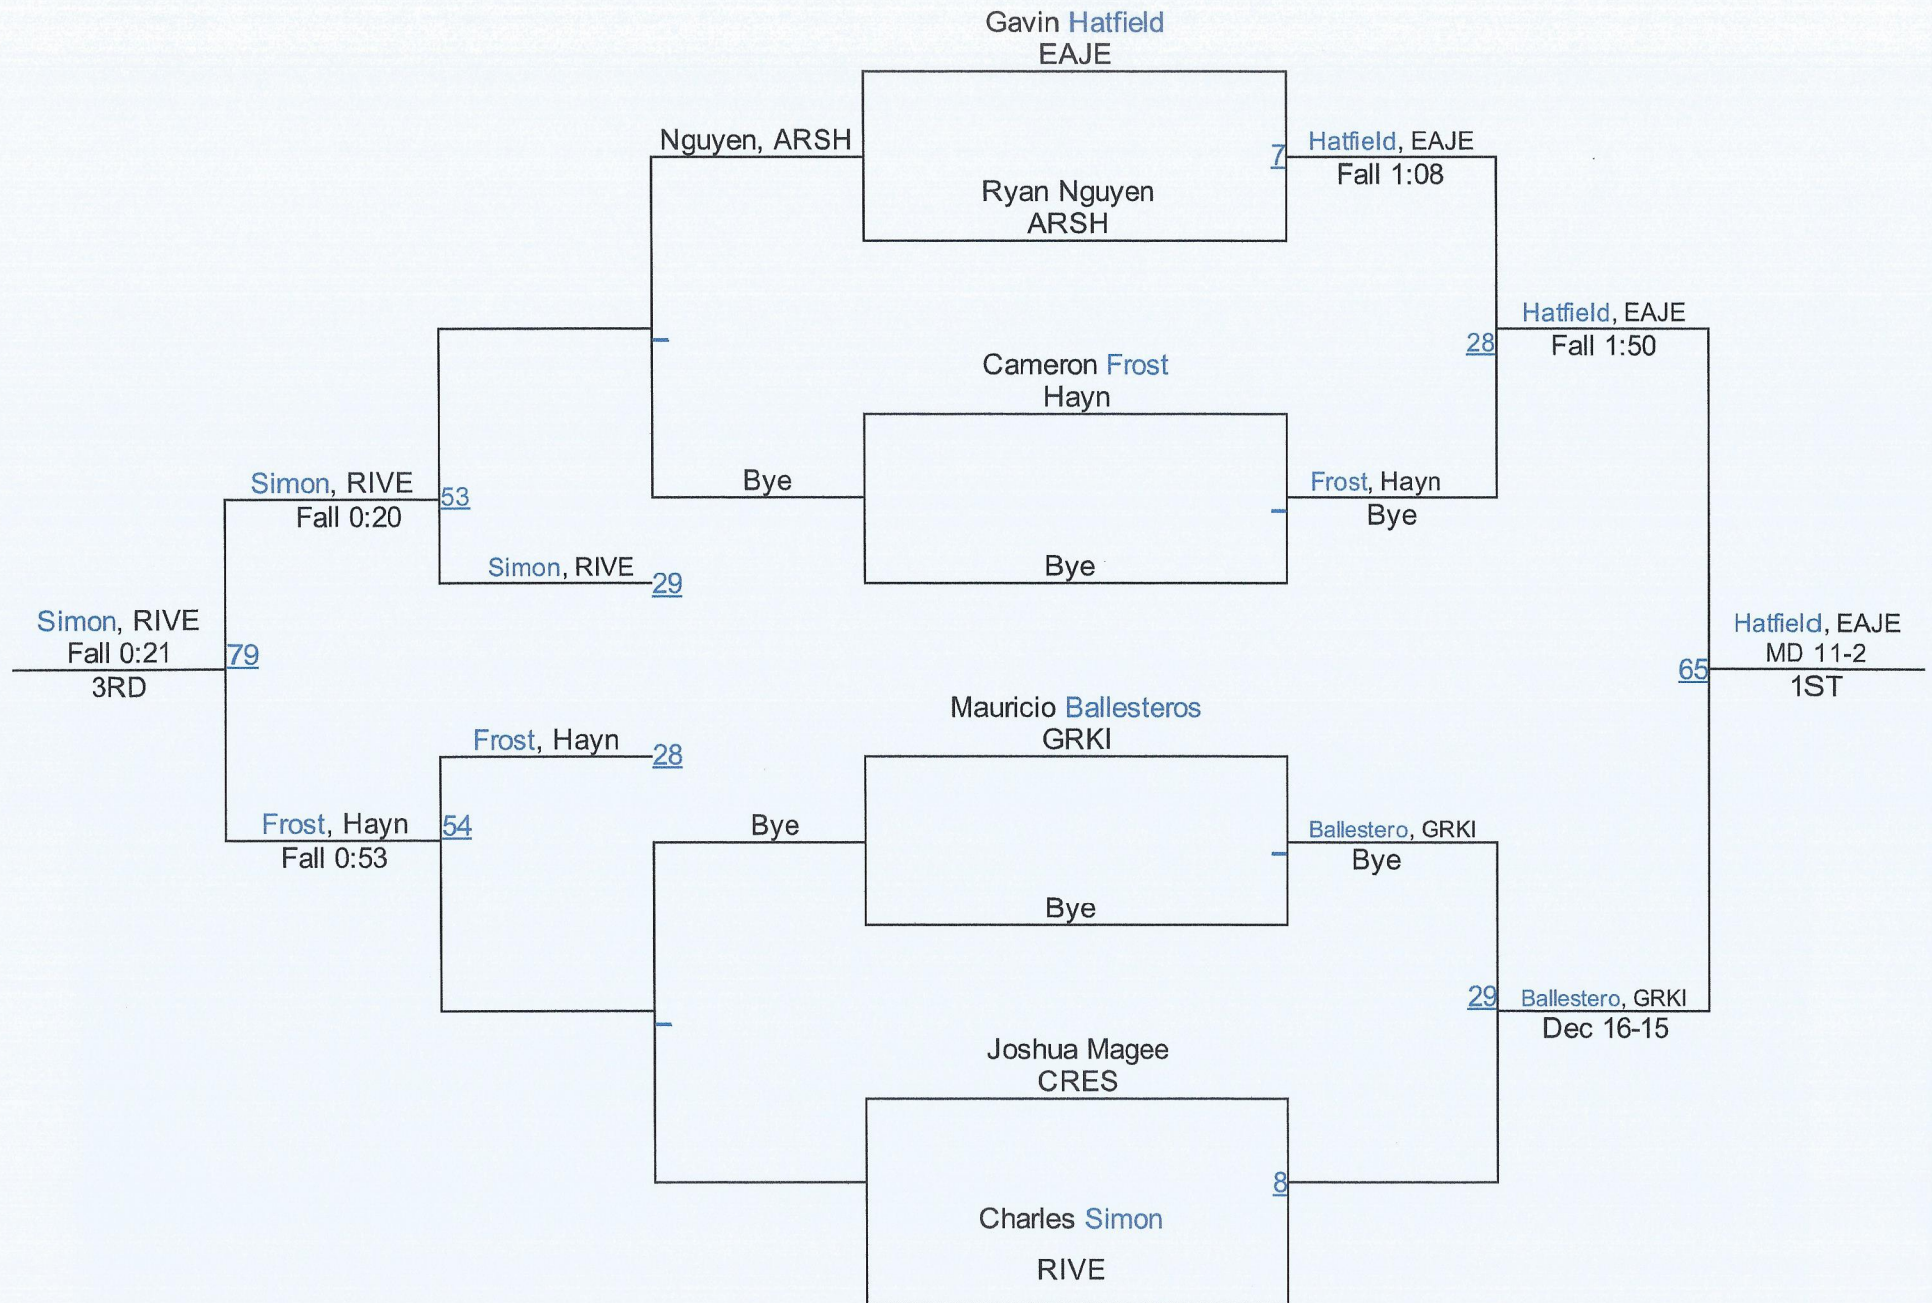 Gavin Hatfield
EAJE
Nguyen, ARSH
7
Hatfield, EAJE
Fall 1:08
Ryan Nguyen
ARSH
Hatfield, EAJE
28
Fall 1:50
Cameron Frost
Hayn
Simon, RIVE
53
Fall 0:20
Bye
Frost, Hayn
Bye
Simon, RIVE
29
Bye
Simon, RIVE
Fall 0:21
79
3RD
Hatfield, EAJE
MD 11-2
65
1ST
Mauricio Ballesteros
GRKI
Frost, Hayn
28
Frost, Hayn
54
Fall 0:53
Bye
Ballestero, GRKI
Bye
Bye
29
Ballestero, GRKI
Dec 16-15
Joshua Magee
CRES
8
Charles Simon
RIVE